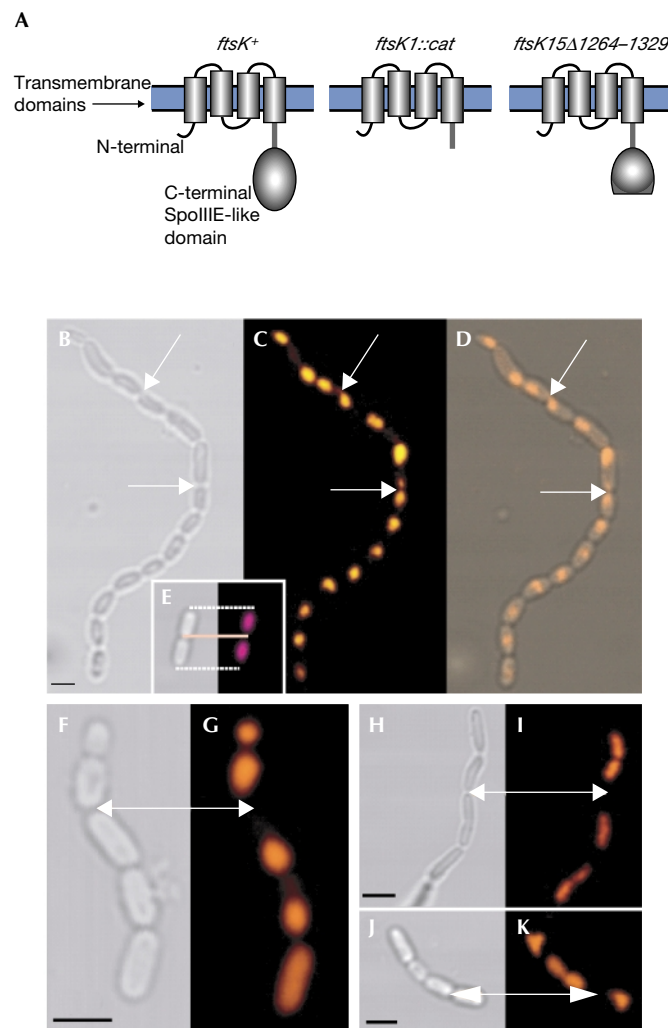 A
ftsK+ ftsK1::cat ftsK15Δ1264–1329
Transmembrane
domains
N-terminal
C-terminal
SpoIIIE-like
domain
B C D
E
F G H I
J K